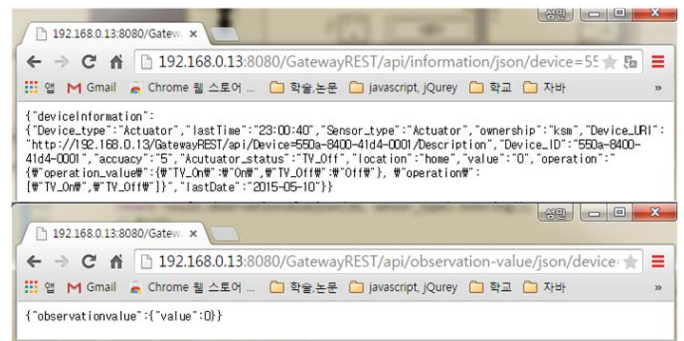 성민
192.168.0.13:8080/Gatew
192.168.0.13:8080/GatewayREST/api/information/json/device=55
앱 Gmail Chrome 웹 스토어 ... 학술,논문 javascript, jQurey 학교 자바 »
{"deviceInformation":
{"Device_type":"Actuator","lastTime":"23:00:40","Sensor_type":"Actuator","ownership":"ksm","Device_URI":
"http://192.168.0.13/GatewayREST/api/Device=550a-8400-41d4-0001/Description","Device_ID":"550a-8400-
41d4-0001","accuacy":"5","Acutuator_status":"TV_Off","location":"home","value":"0","operation":"
{₩"operation_value₩":{₩"TV_On₩":₩"On₩",₩"TV_Off₩":₩"Off₩"}, ₩"operation₩":
[₩"TV_On₩",₩"TV_Off₩"]}","lastDate":"2015-05-10"}}
성민
192.168.0.13:8080/Gatew
192.168.0.13:8080/GatewayREST/api/observation-value/json/device
앱 Gmail Chrome 웹 스토어 ... 학술,논문 javascript, jQurey 학교 자바 »
{"observationvalue":{"value":0}}